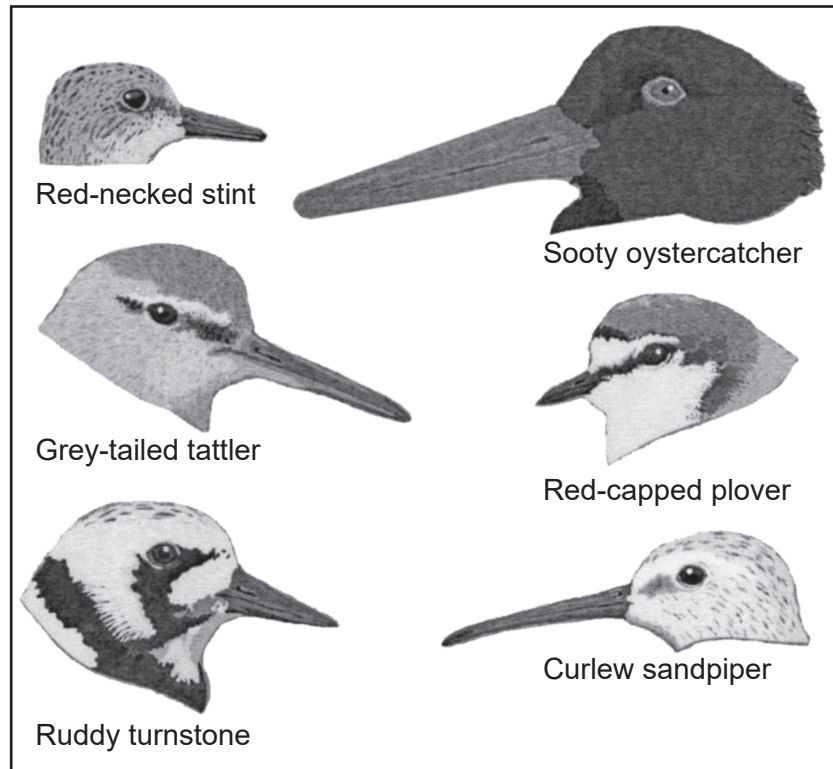 Red-necked stint
Sooty oystercatcher
Grey-tailed tattler
Red-capped plover
Ruddy turnstone
Curlew sandpiper